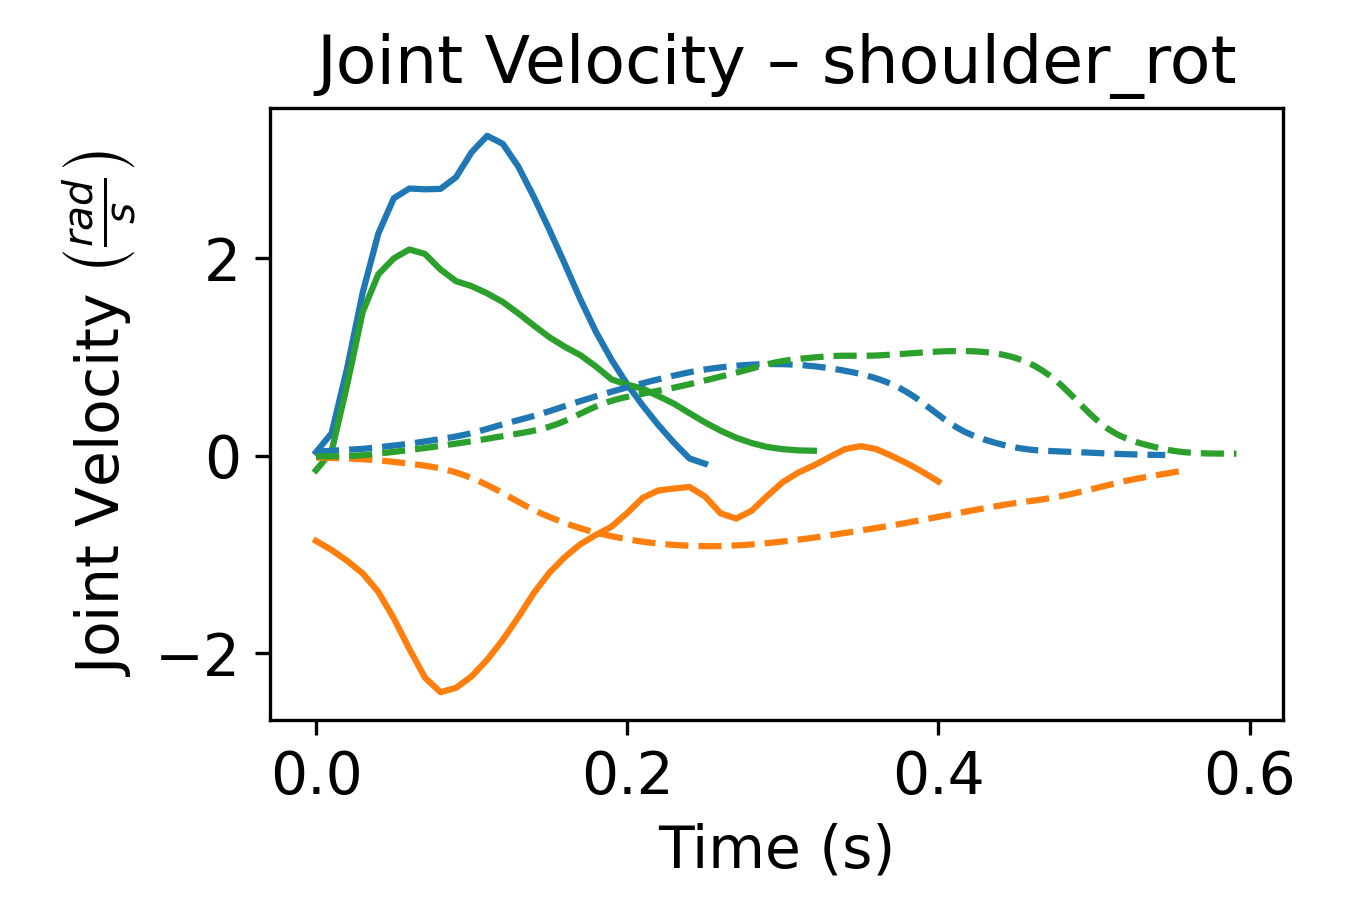 Joint Velocity – shoulder_rot
Joint Velocity (rad/s)
2
0
−2
0.0 0.2 0.4 0.6
Time (s)